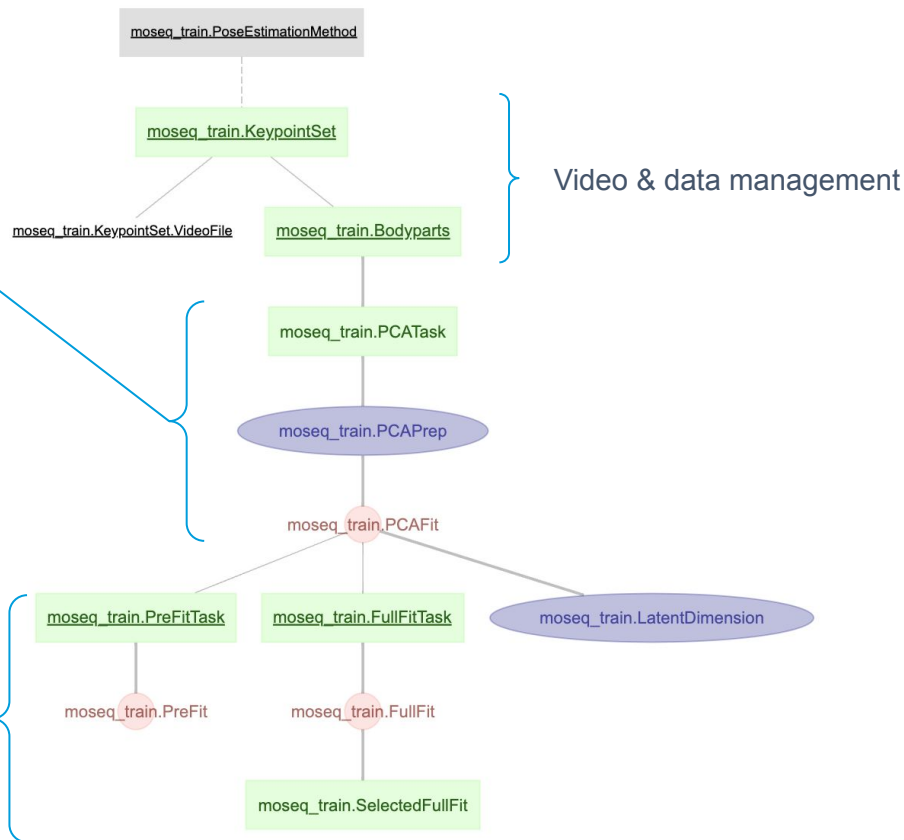 moseq_train.PoseEstimationMethod
moseq_train.KeypointSet
Video & data management
moseq_train.KeypointSet.VideoFile
moseq_train.Bodyparts
moseq_train.PCATask
moseq_train.PCAPrep
moseq_train.PCAFit
moseq_train.PreFitTask
moseq_train.FullFitTask
moseq_train.LatentDimension
moseq_train.PreFit
moseq_train.FullFit
moseq_train.SelectedFullFit